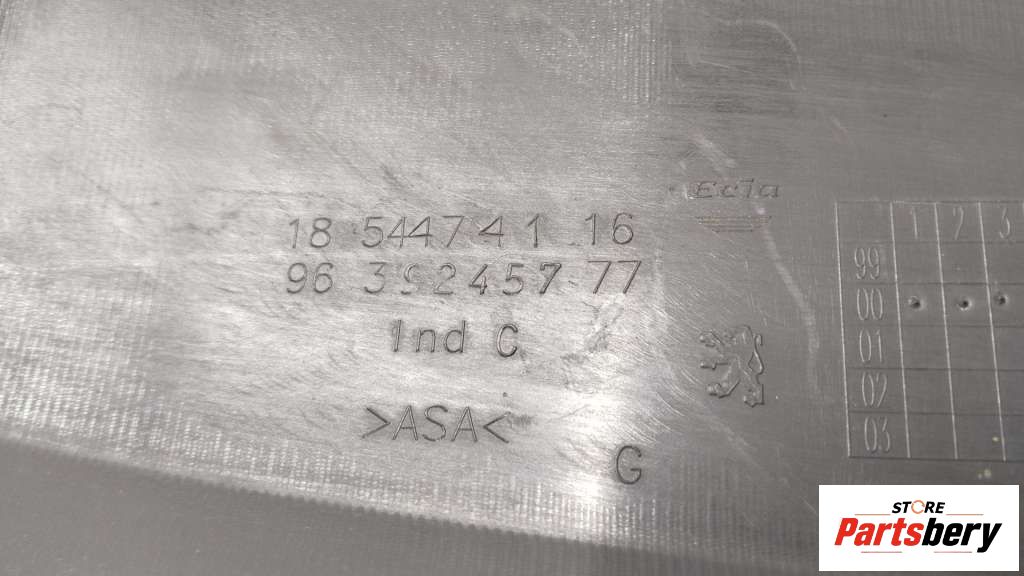 Ecia
18 544741 16
96 392457 77
Ind C
>ASA<
G
1 2 3
99
00
01
02
03
STORE
Partsbery